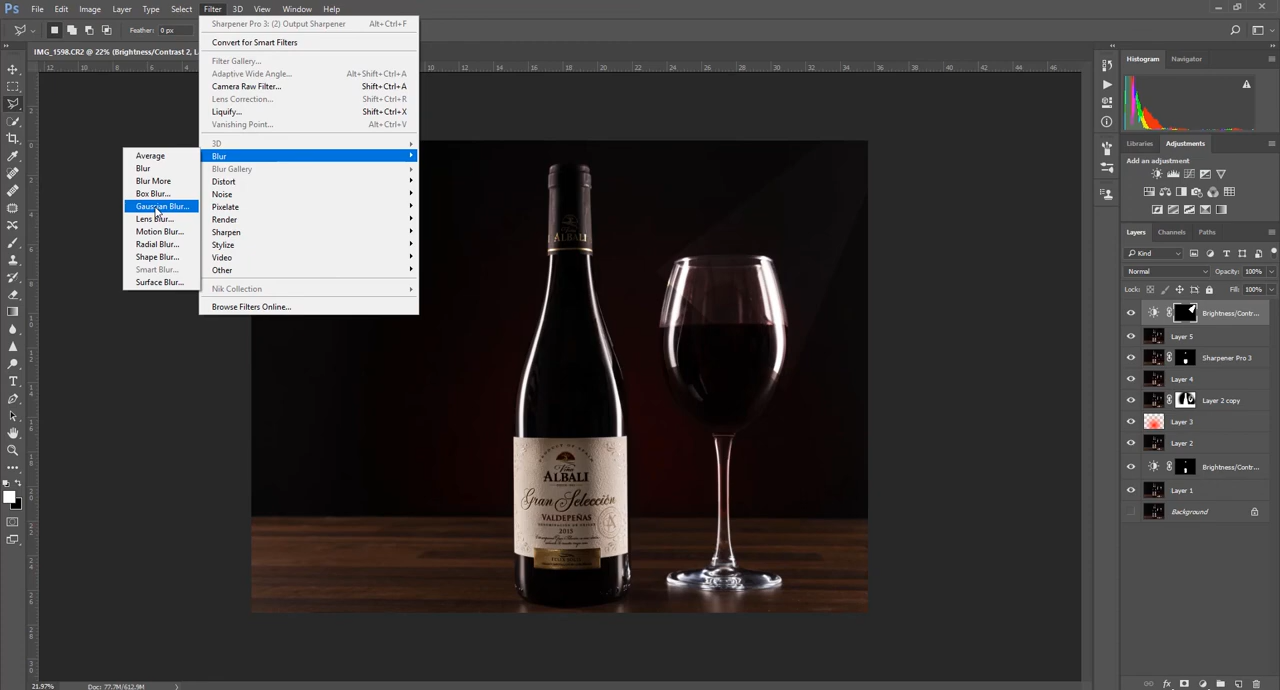 Ps File Edit Image Layer Type Select Filter 3D View Window Help
Feather: 0 px
IMG_1598.CR2 @ 22% (Brightness/Contrast 2, L
Sharpener Pro 3: (2) Output Sharpener Alt+Ctrl+F
Convert for Smart Filters
Filter Gallery...
Adaptive Wide Angle... Alt+Shift+Ctrl+A
Camera Raw Filter... Shift+Ctrl+A
Lens Correction... Shift+Ctrl+R
Liquify... Shift+Ctrl+X
Vanishing Point... Alt+Ctrl+V
3D
Blur
Blur Gallery
Distort
Noise
Pixelate
Render
Sharpen
Stylize
Video
Other
Nik Collection
Browse Filters Online...
Average
Blur
Blur More
Box Blur...
Gaussian Blur...
Lens Blur...
Motion Blur...
Radial Blur...
Shape Blur...
Smart Blur...
Surface Blur...
ALBALI
PRODUCT OF SPAIN
Viña
ALBALI
Gran Selección
VALDEPEÑAS
2015
Histogram Navigator
Libraries Adjustments
Add an adjustment
Layers Channels Paths
Kind
Normal Opacity: 100%
Lock: Fill: 100%
Brightness/Contr...
Layer 5
Sharpener Pro 3
Layer 4
Layer 2 copy
Layer 3
Layer 2
Brightness/Contr...
Layer 1
Background
21.97% Doc: 77.7M/612.9M